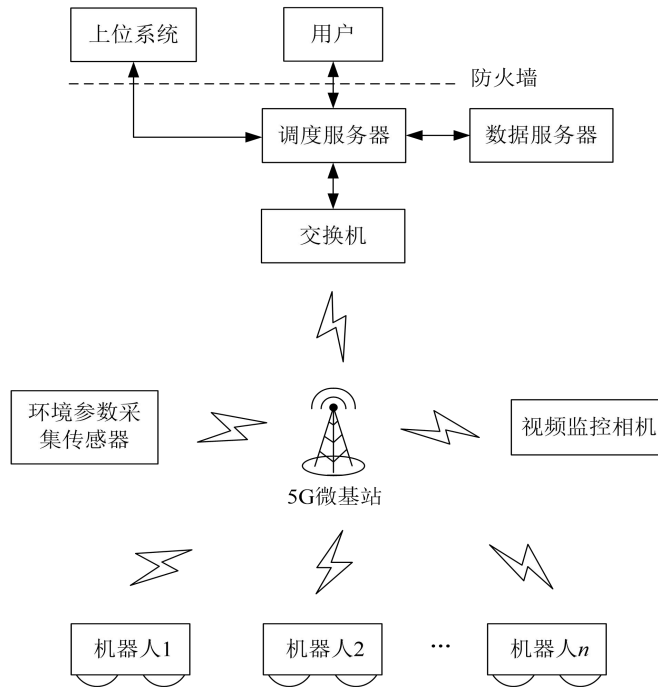 上位系统
用户
防火墙
调度服务器
数据服务器
交换机
环境参数采
集传感器
视频监控相机
5G微基站
机器人1
机器人2
···
机器人n